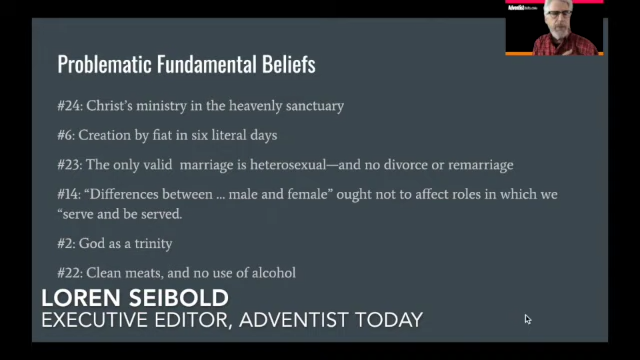 Adventist
Problematic Fundamental Beliefs
#24: Christ's ministry in the heavenly sanctuary
#6: Creation by fiat in six literal days
#23: The only valid  marriage is heterosexual—and no divorce or remarriage
#14: “Differences between ... male and female” ought not to affect roles in which we
“serve and be served.
#2: God as a trinity
#22: Clean meats, and no use of alcohol
LOREN SEIBOLD
EXECUTIVE EDITOR, ADVENTIST TODAY